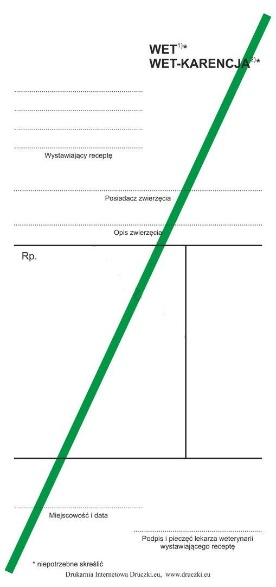 WET¹⁾*
WET-KARENCJA²⁾*
Wystawiający receptę
Posiadacz zwierzęcia
Opis zwierzęcia
Rp.
Miejscowość i data
Podpis i pieczęć lekarza weterynarii
wystawiającego receptę
* niepotrzebne skreślić
Drukarnia Internetowa Druczki.eu, www.druczki.eu